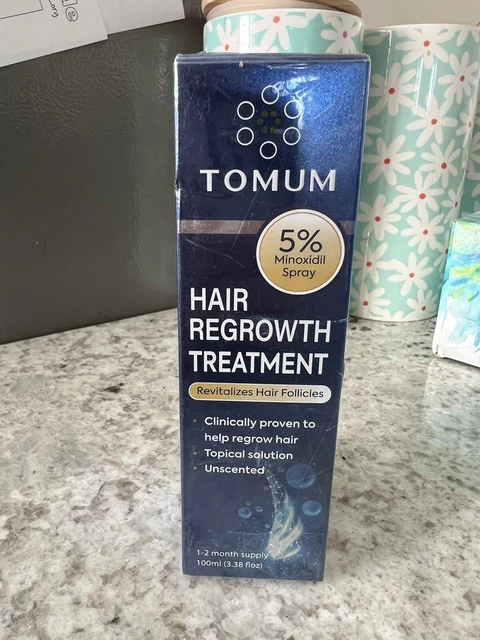 TOMUM
5%
Minoxidil
Spray
HAIR
REGROWTH
TREATMENT
Revitalizes Hair Follicles
Clinically proven to
help regrow hair
Topical solution
Unscented
1-2 month supply
100ml (3.38 floz)